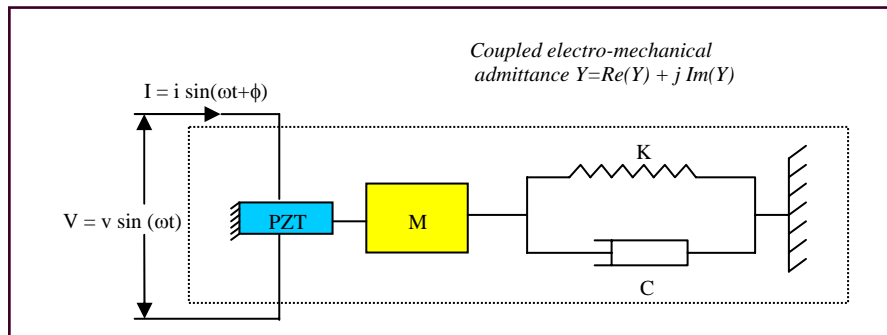 Coupled electro-mechanical
admittance Y=Re(Y) + j Im(Y)
I = i sin(ωt+ϕ)
K
V = v sin (ωt)
PZT
M
C